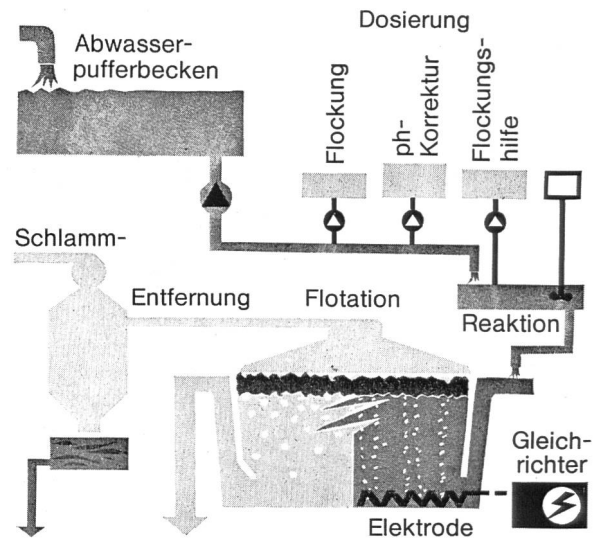 Dosierung
Abwasser-
pufferbecken
Flockung
ph-
Korrektur
Flockungs-
hilfe
Schlamm-
Entfernung
Flotation
Reaktion
Gleich-
richter
Elektrode